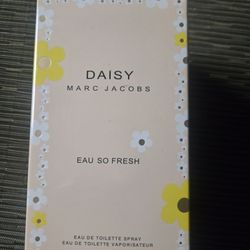 DAISY
MARC JACOBS
EAU SO FRESH
EAU DE TOILETTE SPRAY
EAU DE TOILETTE VAPORISATEUR